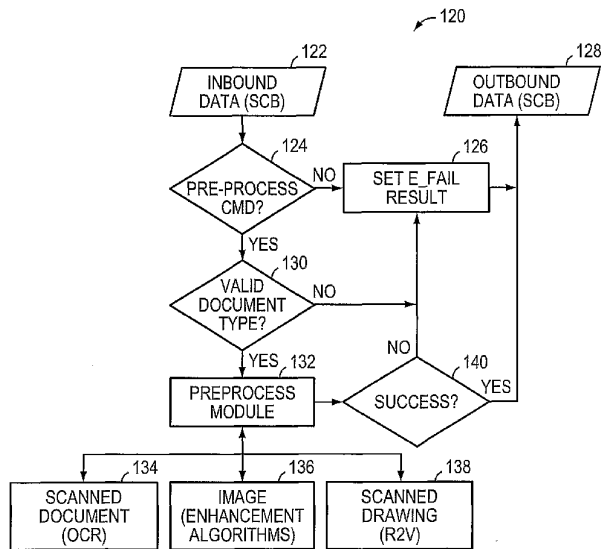 120
122
INBOUND
DATA (SCB)
128
OUTBOUND
DATA (SCB)
124
PRE-PROCESS
CMD?
NO
126
SET E_FAIL
RESULT
YES
130
VALID
DOCUMENT
TYPE?
NO
YES
132
PREPROCESS
MODULE
NO
140
SUCCESS?
YES
134
SCANNED
DOCUMENT
(OCR)
136
IMAGE
(ENHANCEMENT
ALGORITHMS)
138
SCANNED
DRAWING
(R2V)